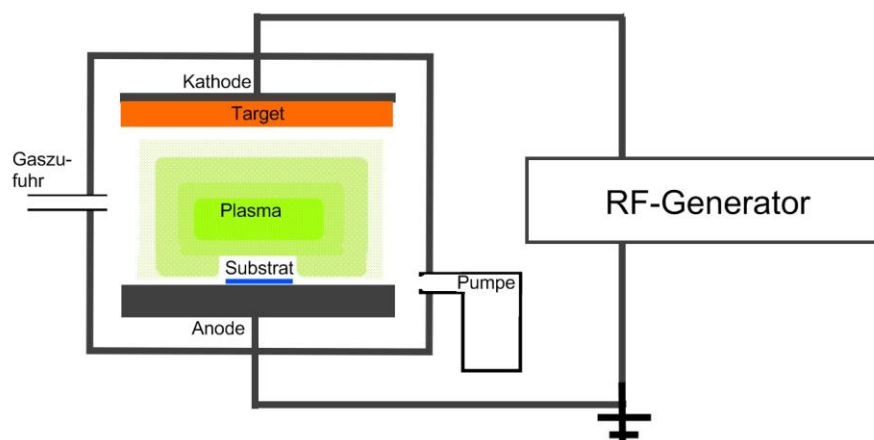 Kathode
Target
Gaszu-
fuhr
Plasma
RF-Generator
Substrat
Pumpe
Anode